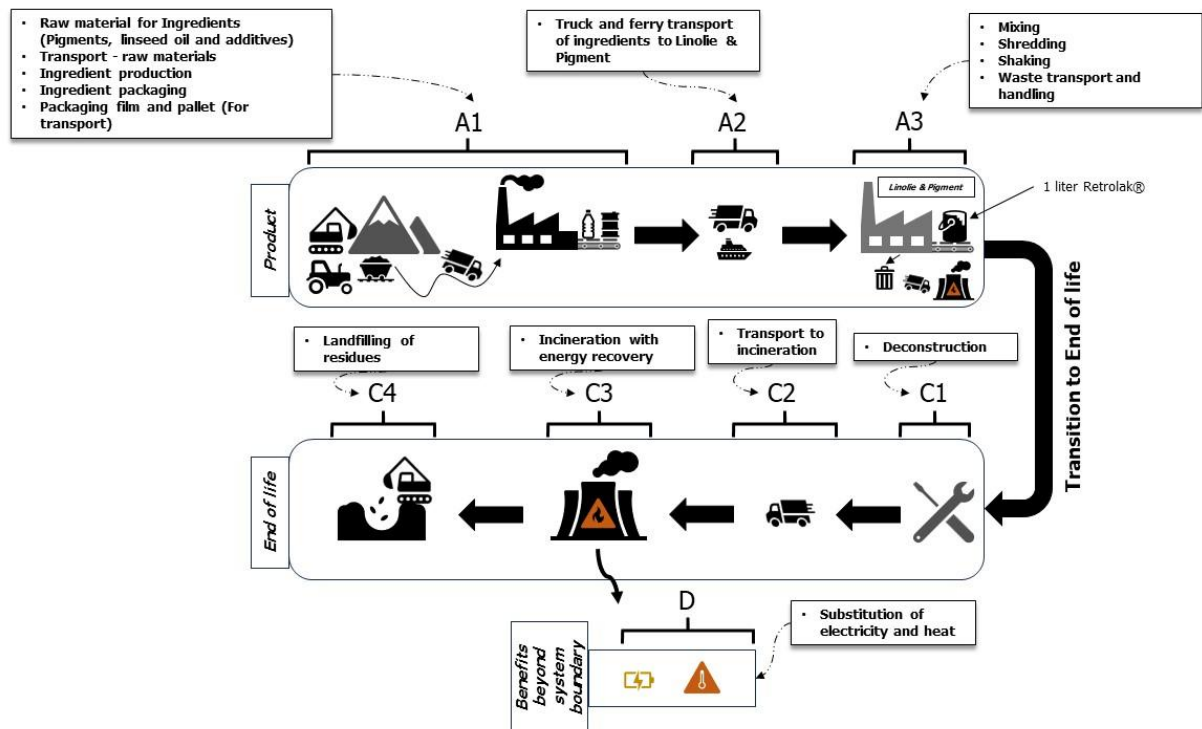 • Raw material for Ingredients
(Pigments, linseed oil and additives)
• Transport - raw materials
• Ingredient production
• Ingredient packaging
• Packaging film and pallet (For
transport)
• Truck and ferry transport
of ingredients to Linolie &
Pigment
• Mixing
• Shredding
• Shaking
• Waste transport and
handling
A1
A2
A3
Product
Linolie & Pigment
1 liter Retrolak®
Transition to End of life
• Landfilling of
residues
• Incineration with
energy recovery
• Transport to
incineration
• Deconstruction
C4
C3
C2
C1
End of life
D
Benefits
beyond
system
boundary
• Substitution of
electricity and heat